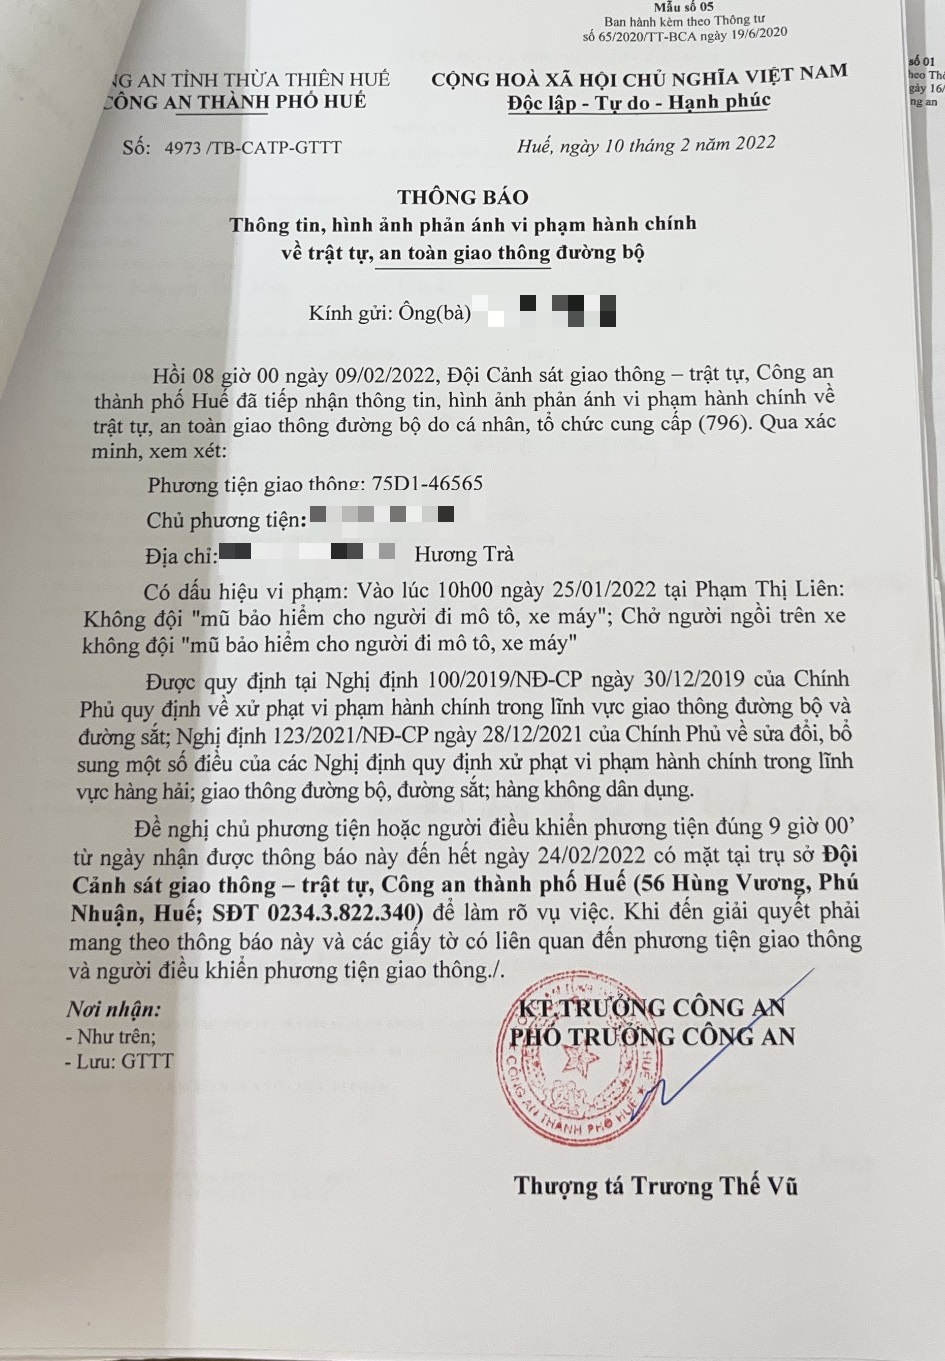 Mẫu số 05
Ban hành kèm theo Thông tư
số 65/2020/TT-BCA ngày 19/6/2020
số 01
ngày 16/
ng an
NG AN TỈNH THỪA THIÊN HUẾ
CÔNG AN THÀNH PHỐ HUẾ
CỘNG HOÀ XÃ HỘI CHỦ NGHĨA VIỆT NAM
Độc lập - Tự do - Hạnh phúc
Số: 4973 /TB-CATP-GTTT
Huế, ngày 10 tháng 2 năm 2022
THÔNG BÁO
Thông tin, hình ảnh phản ánh vi phạm hành chính
về trật tự, an toàn giao thông đường bộ
Kính gửi: Ông(bà)
Hồi 08 giờ 00 ngày 09/02/2022, Đội Cảnh sát giao thông – trật tự, Công an
thành phố Huế đã tiếp nhận thông tin, hình ảnh phản ánh vi phạm hành chính về
trật tự, an toàn giao thông đường bộ do cá nhân, tổ chức cung cấp (796). Qua xác
minh, xem xét:
Phương tiện giao thông: 75D1-46565
Chủ phương tiện:
Địa chỉ: Hương Trà
Có dấu hiệu vi phạm: Vào lúc 10h00 ngày 25/01/2022 tại Phạm Thị Liên:
Không đội "mũ bảo hiểm cho người đi mô tô, xe máy"; Chở người ngồi trên xe
không đội "mũ bảo hiểm cho người đi mô tô, xe máy"
Được quy định tại Nghị định 100/2019/NĐ-CP ngày 30/12/2019 của Chính
Phủ quy định về xử phạt vi phạm hành chính trong lĩnh vực giao thông đường bộ và
đường sắt; Nghị định 123/2021/NĐ-CP ngày 28/12/2021 của Chính Phủ về sửa đổi, bổ
sung một số điều của các Nghị định quy định xử phạt vi phạm hành chính trong lĩnh
vực hàng hải; giao thông đường bộ, đường sắt; hàng không dân dụng.
Đề nghị chủ phương tiện hoặc người điều khiển phương tiện đúng 9 giờ 00’
từ ngày nhận được thông báo này đến hết ngày 24/02/2022 có mặt tại trụ sở Đội
Cảnh sát giao thông – trật tự, Công an thành phố Huế (56 Hùng Vương, Phú
Nhuận, Huế; SĐT 0234.3.822.340) để làm rõ vụ việc. Khi đến giải quyết phải
mang theo thông báo này và các giấy tờ có liên quan đến phương tiện giao thông
và người điều khiển phương tiện giao thông./.
Nơi nhận:
- Như trên;
- Lưu: GTTT
KT.TRƯỞNG CÔNG AN
PHÓ TRƯỞNG CÔNG AN
CÔNG AN THÀNH PHỐ HUẾ
Thượng tá Trương Thế Vũ